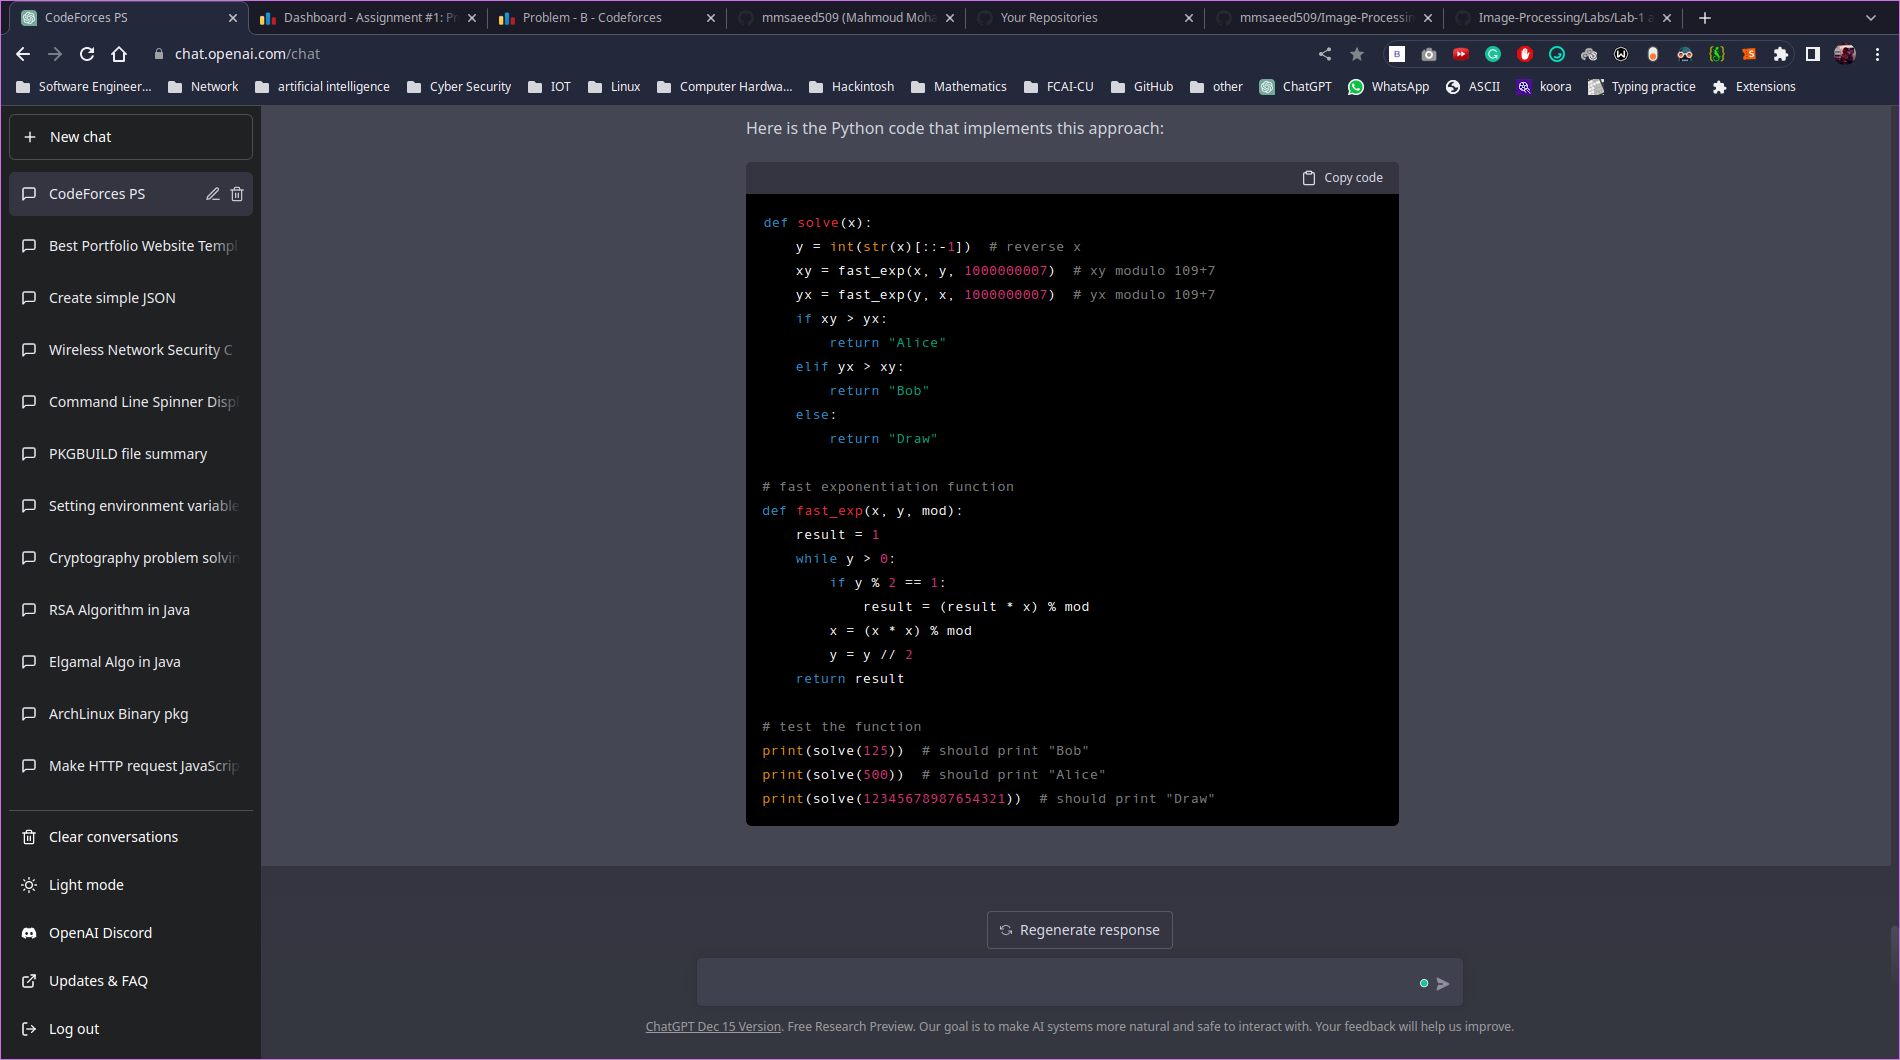 CodeForces PS
Dashboard - Assignment #1: Pr
Problem - B - Codeforces
mmsaeed509 (Mahmoud Moha
Your Repositories
mmsaeed509/Image-Processin
Image-Processing/Labs/Lab-1 a
chat.openai.com/chat
Software Engineer...
Network
artificial intelligence
Cyber Security
IOT
Linux
Computer Hardwa...
Hackintosh
Mathematics
FCAI-CU
GitHub
other
ChatGPT
WhatsApp
ASCII
koora
Typing practice
Extensions
New chat
CodeForces PS
Best Portfolio Website Templ
Create simple JSON
Wireless Network Security C
Command Line Spinner Displ
PKGBUILD file summary
Setting environment variable
Cryptography problem solvin
RSA Algorithm in Java
Elgamal Algo in Java
ArchLinux Binary pkg
Make HTTP request JavaScrip
Clear conversations
Light mode
OpenAI Discord
Updates & FAQ
Log out
Here is the Python code that implements this approach:
Copy code
def solve(x):
    y = int(str(x)[::-1])  # reverse x
    xy = fast_exp(x, y, 1000000007)  # xy modulo 109+7
    yx = fast_exp(y, x, 1000000007)  # yx modulo 109+7
    if xy > yx:
        return "Alice"
    elif yx > xy:
        return "Bob"
    else:
        return "Draw"
# fast exponentiation function
def fast_exp(x, y, mod):
    result = 1
    while y > 0:
        if y % 2 == 1:
            result = (result * x) % mod
        x = (x * x) % mod
        y = y // 2
    return result
# test the function
print(solve(125))  # should print "Bob"
print(solve(500))  # should print "Alice"
print(solve(12345678987654321))  # should print "Draw"
Regenerate response
ChatGPT Dec 15 Version. Free Research Preview. Our goal is to make AI systems more natural and safe to interact with. Your feedback will help us improve.